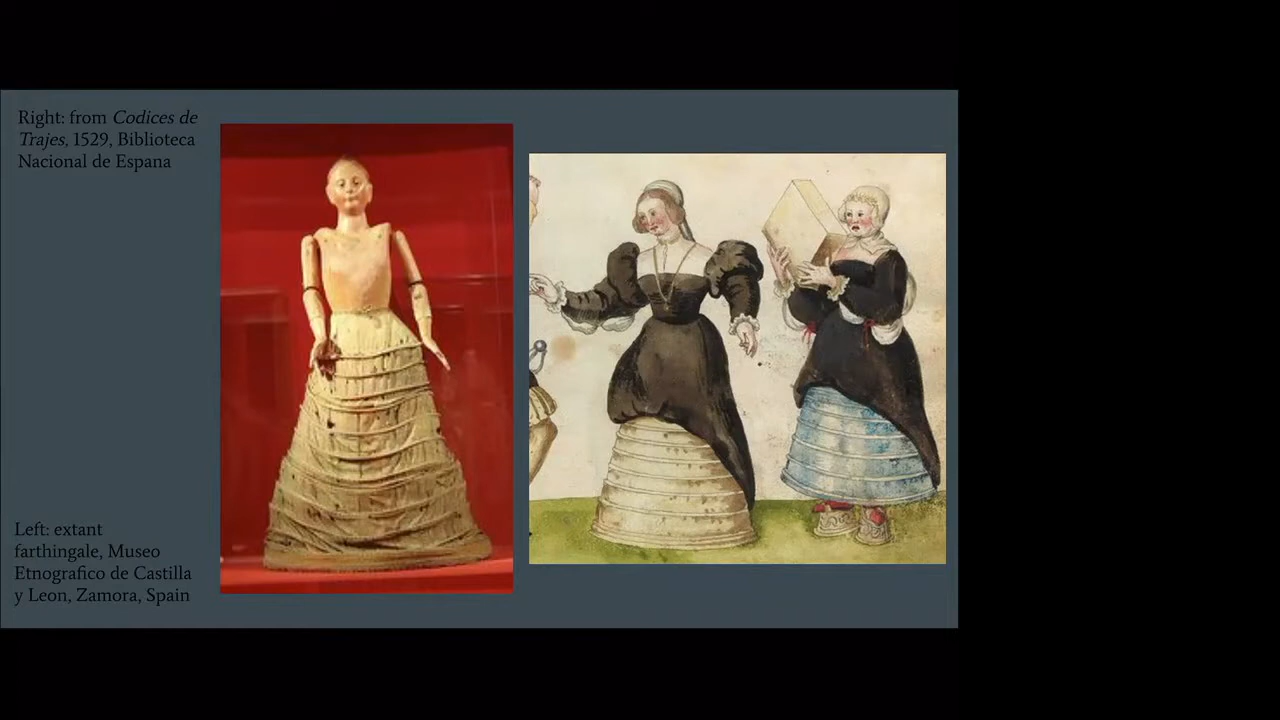 Right: from Codices de
Trajes, 1529, Biblioteca
Nacional de Espana
Left: extant
farthingale, Museo
Etnografico de Castilla
y Leon, Zamora, Spain